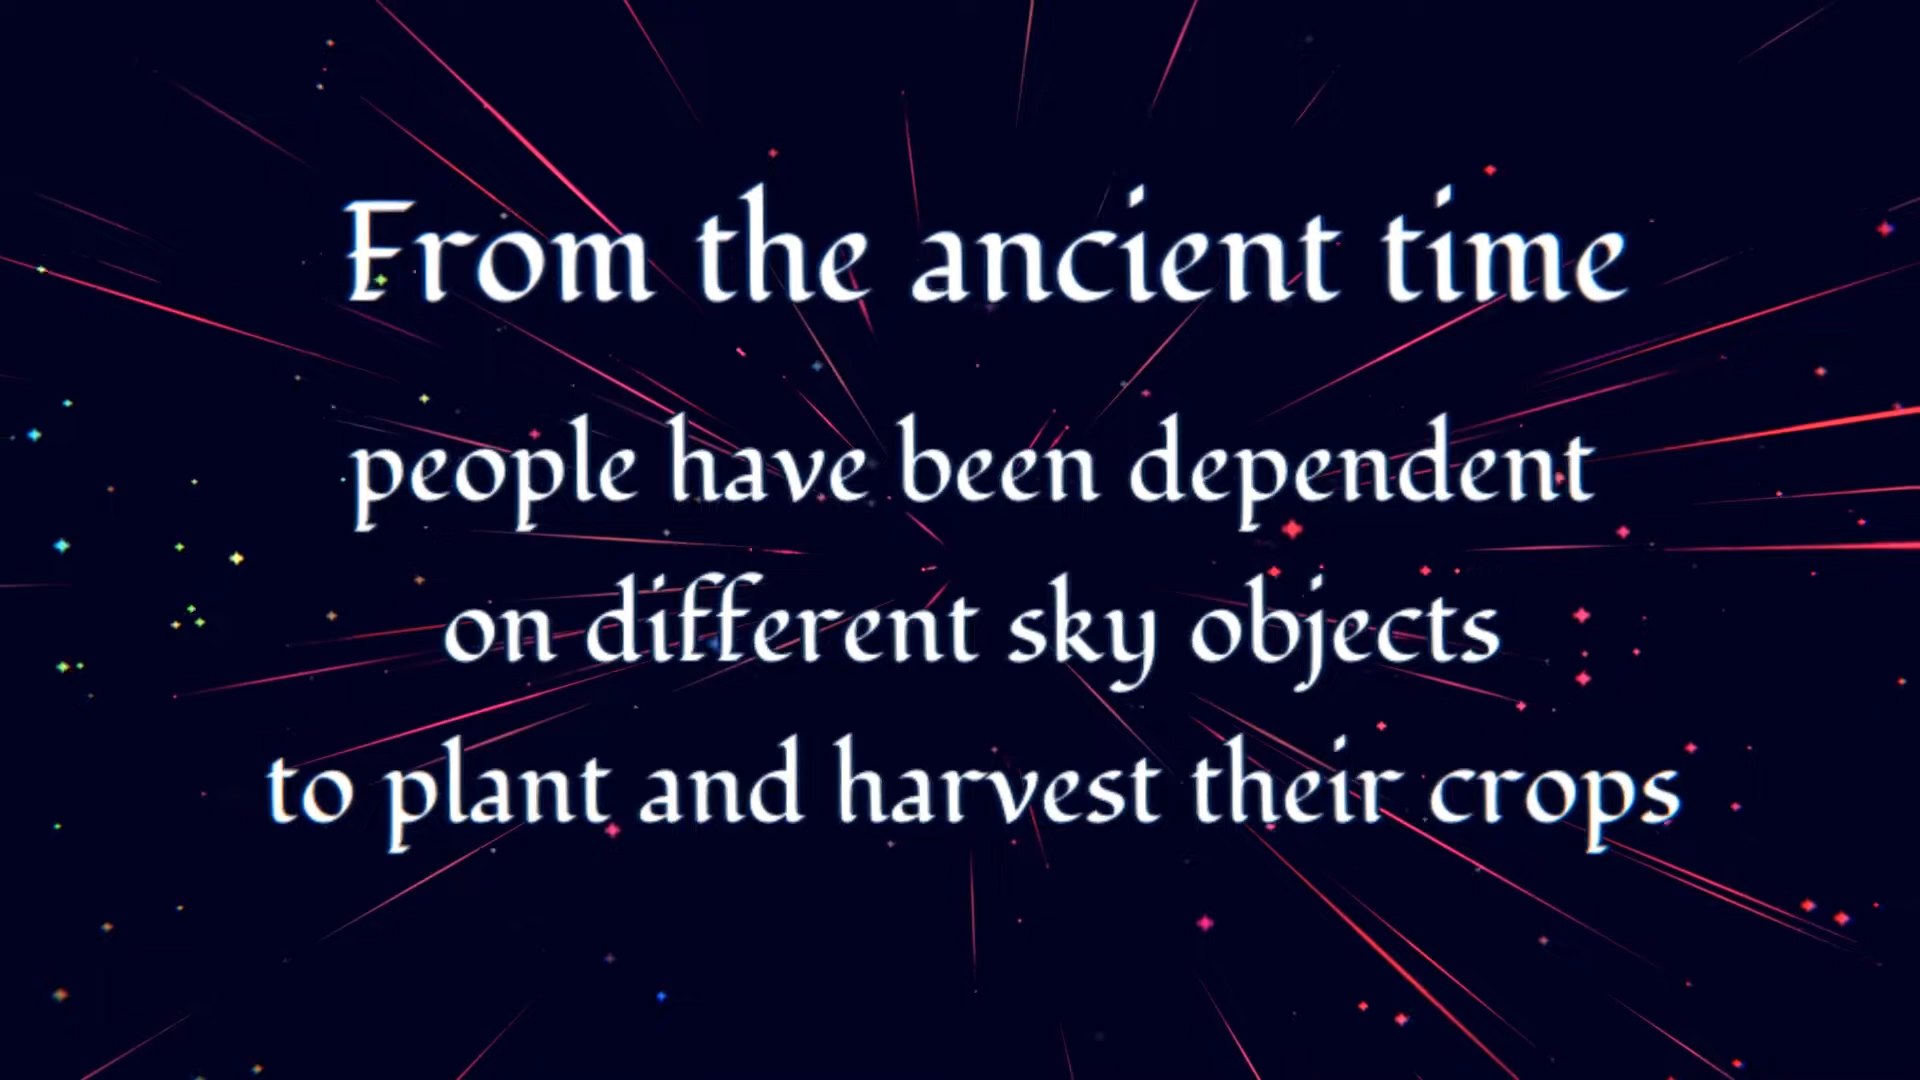 From the ancient time
people have been dependent
on different sky objects
to plant and harvest their crops